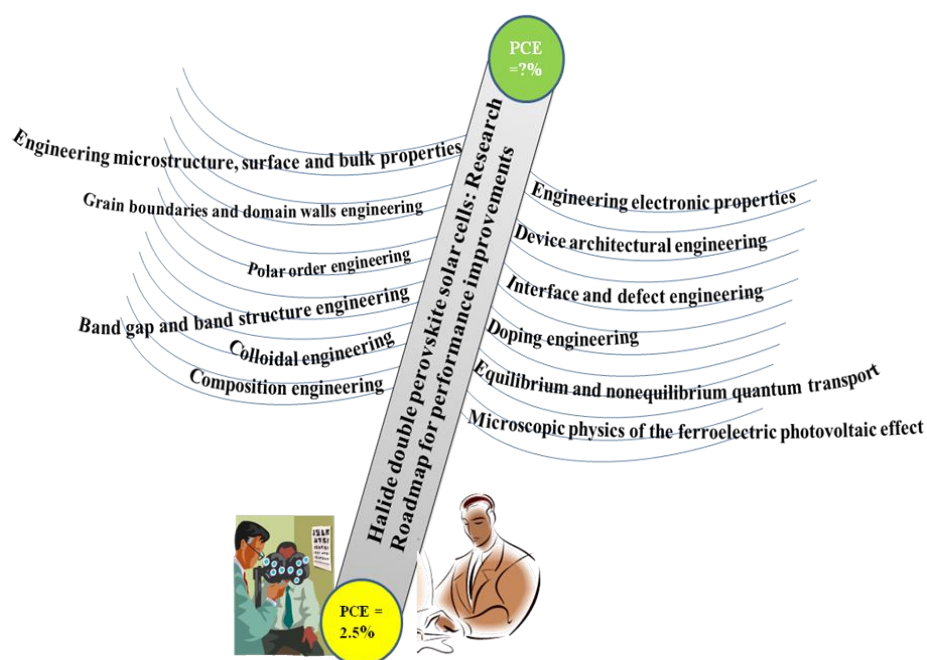 PCE
=?%
Halide double perovskite solar cells: Research
Roadmap for performance improvements
Engineering microstructure, surface and bulk properties
Grain boundaries and domain walls engineering
Polar order engineering
Band gap and band structure engineering
Colloidal engineering
Composition engineering
Engineering electronic properties
Device architectural engineering
Interface and defect engineering
Doping engineering
Equilibrium and nonequilibrium quantum transport
Microscopic physics of the ferroelectric photovoltaic effect
PCE =
2.5%